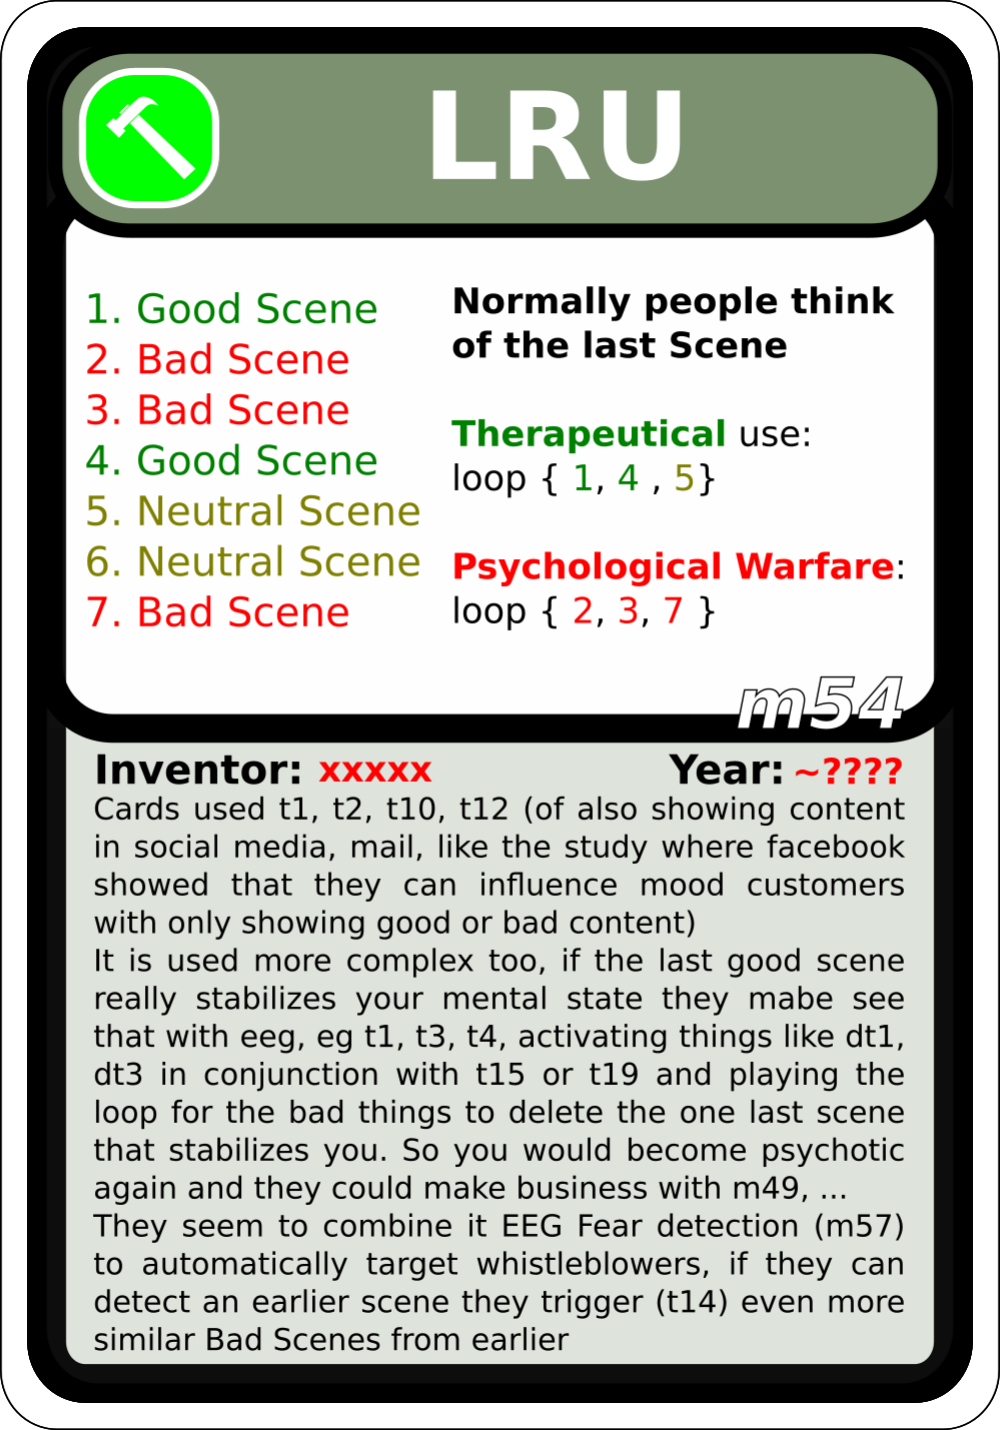 LRU
1. Good Scene
2. Bad Scene
3. Bad Scene
4. Good Scene
5. Neutral Scene
6. Neutral Scene
7. Bad Scene
Normally people think
of the last Scene
Therapeutical use:
loop { 1, 4 , 5}
Psychological Warfare:
loop { 2, 3, 7 }
m54
Inventor: xxxxx
Year: ~????
Cards used t1, t2, t10, t12 (of also showing content
in social media, mail, like the study where facebook
showed that they can influence mood customers
with only showing good or bad content)
It is used more complex too, if the last good scene
really stabilizes your mental state they mabe see
that with eeg, eg t1, t3, t4, activating things like dt1,
dt3 in conjunction with t15 or t19 and playing the
loop for the bad things to delete the one last scene
that stabilizes you. So you would become psychotic
again and they could make business with m49, ...
They seem to combine it EEG Fear detection (m57)
to automatically target whistleblowers, if they can
detect an earlier scene they trigger (t14) even more
similar Bad Scenes from earlier